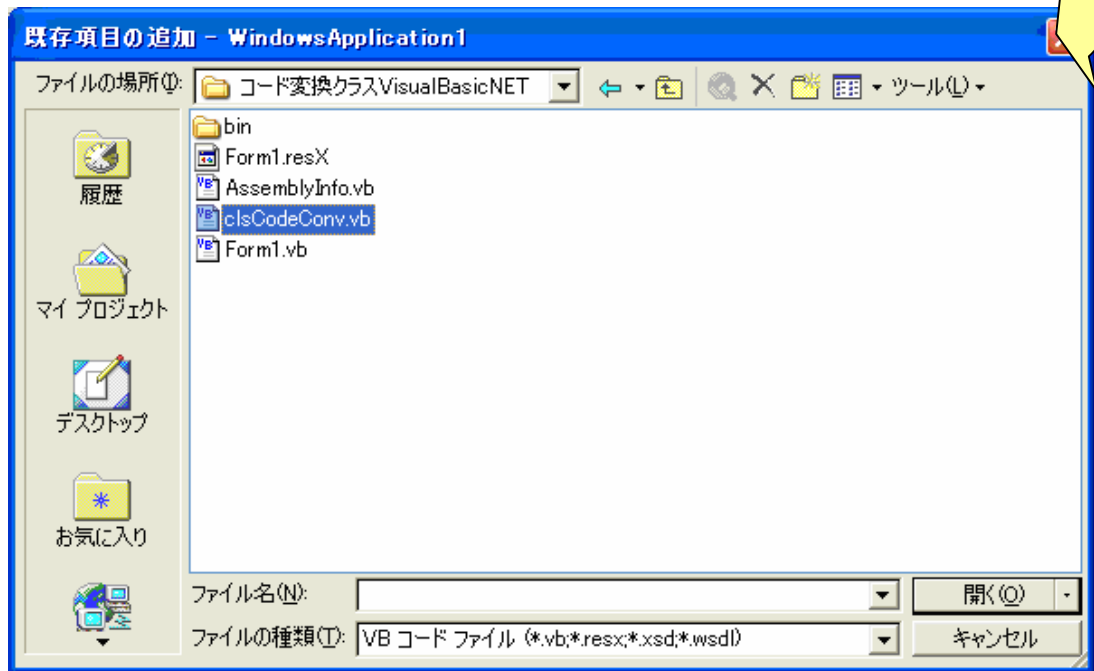 既存項目の追加 - WindowsApplication1
ファイルの場所(I): コード変換クラスVisualBasicNET ツール(L)
bin
Form1.resX
AssemblyInfo.vb
clsCodeConv.vb
Form1.vb
履歴
マイ プロジェクト
デスクトップ
お気に入り
ファイル名(N): 開く(O)
ファイルの種類(T): VB コード ファイル (*.vb;*.resx;*.xsd;*.wsdl) キャンセル